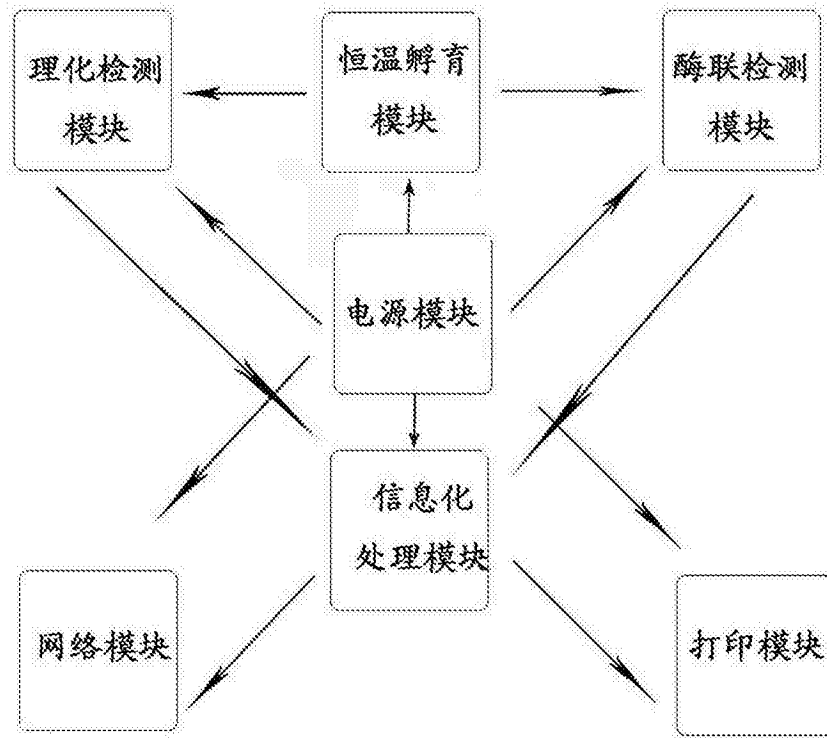 理化检测
模块
恒温孵育
模块
酶联检测
模块
电源模块
信息化
处理模块
网络模块
打印模块